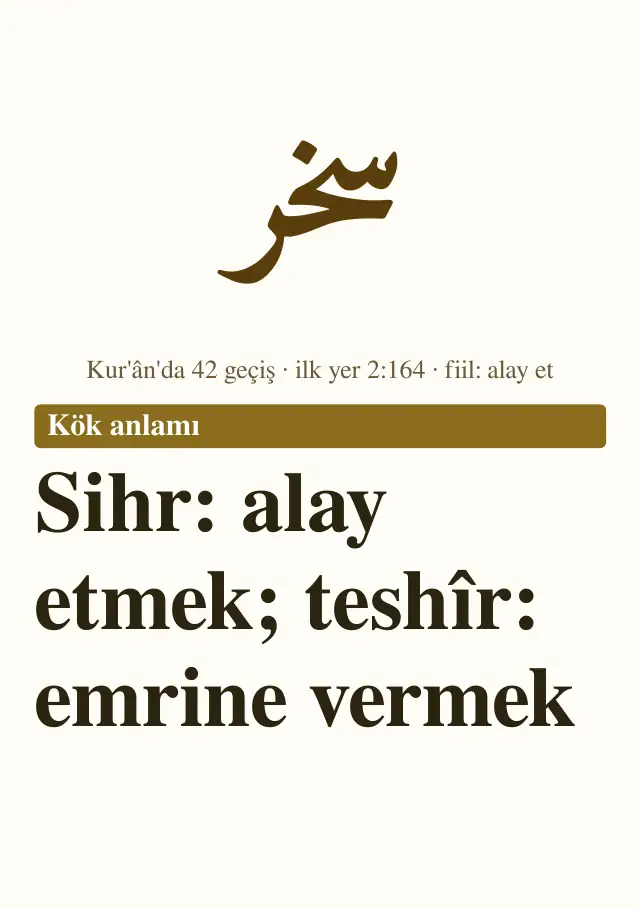 سخر
Kur'ân'da 42 geçiş · ilk yer 2:164 · fiil: alay et
Kök anlamı
Sihr: alay
etmek; teshîr:
emrine vermek